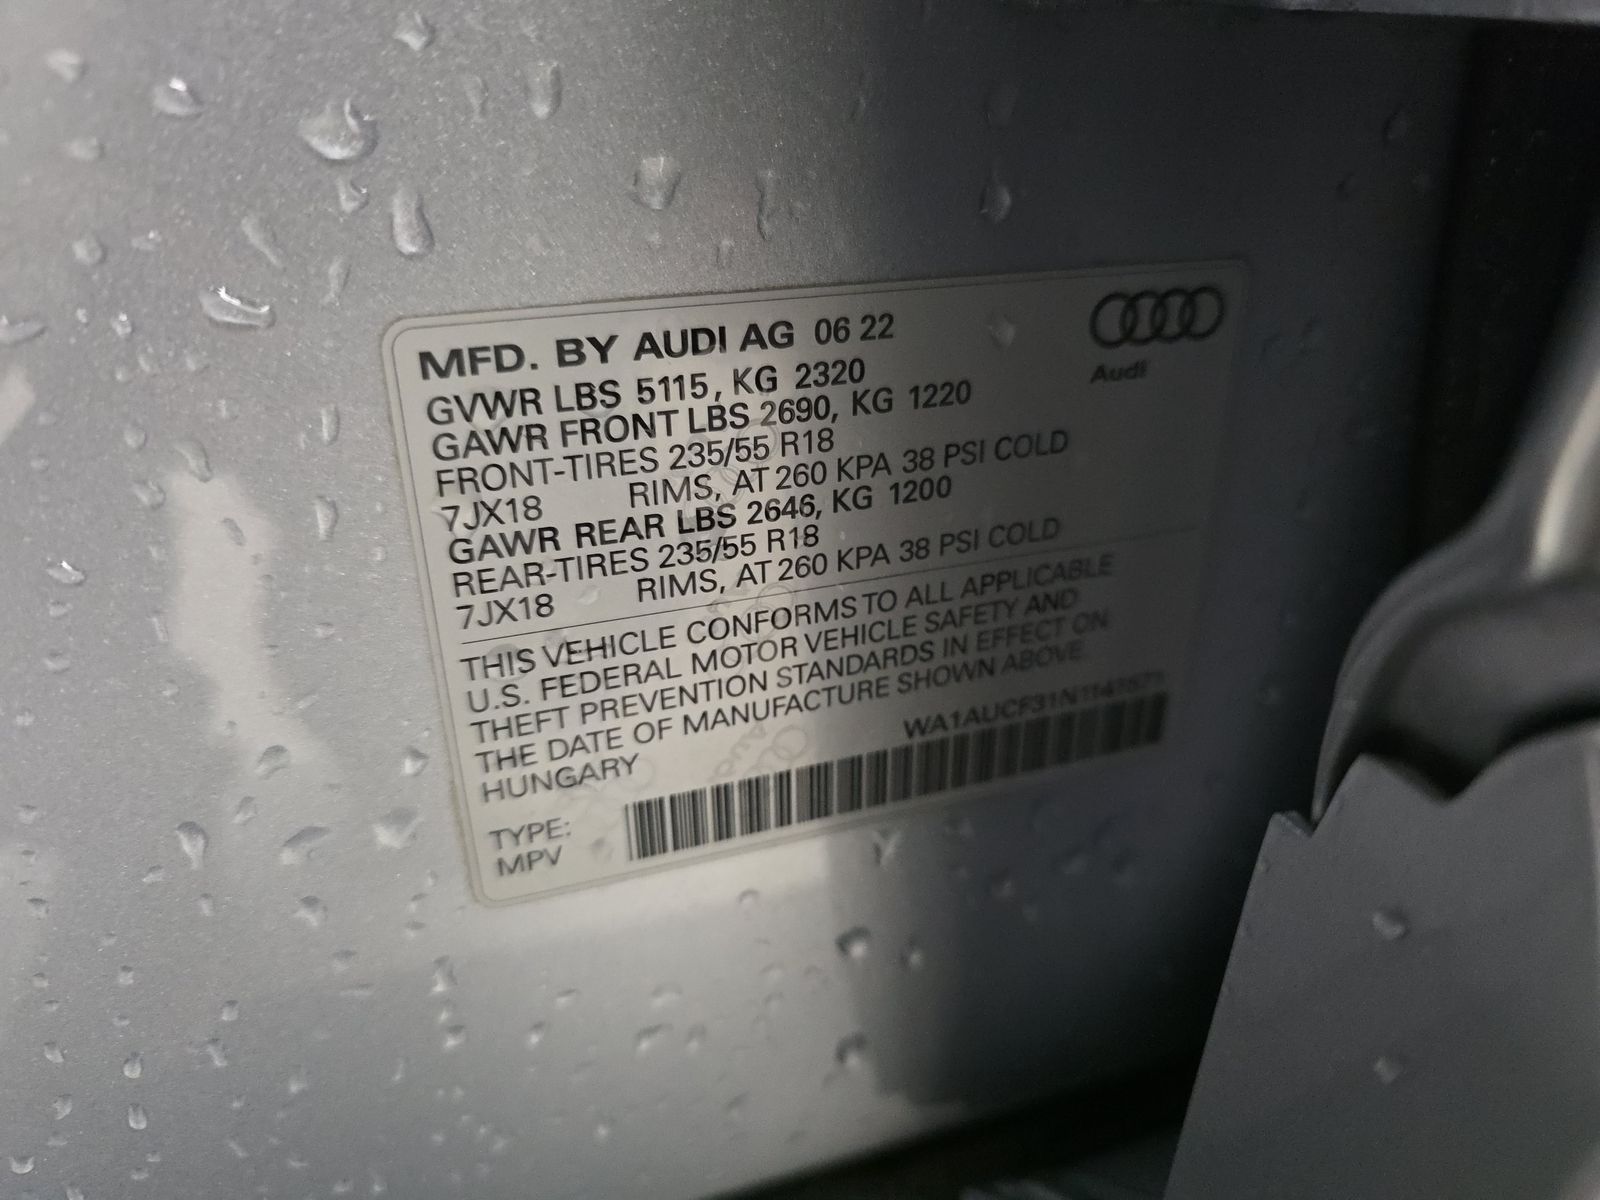 MFD. BY AUDI AG 06 22
Audi
GVWR LBS 5115, KG 2320
GAWR FRONT LBS 2690, KG 1220
FRONT-TIRES 235/55 R18
7JX18 RIMS, AT 260 KPA 38 PSI COLD
GAWR REAR LBS 2646, KG 1200
REAR-TIRES 235/55 R18
7JX18 RIMS, AT 260 KPA 38 PSI COLD
THIS VEHICLE CONFORMS TO ALL APPLICABLE
U.S. FEDERAL MOTOR VEHICLE SAFETY AND
THEFT PREVENTION STANDARDS IN EFFECT ON
THE DATE OF MANUFACTURE SHOWN ABOVE
HUNGARY
TYPE:
MPV